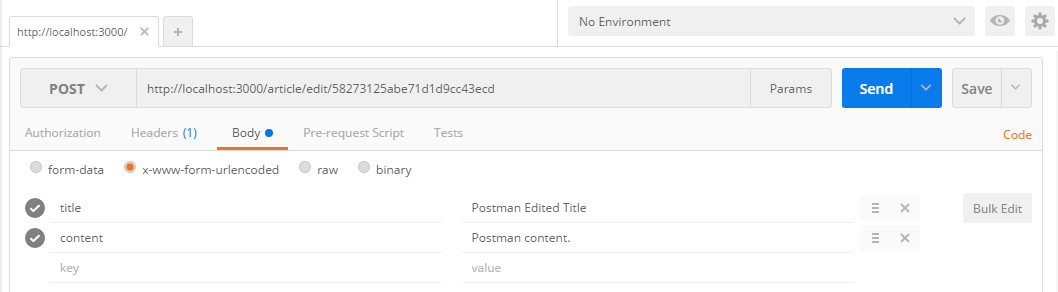 http://localhost:3000/
No Environment
POST http://localhost:3000/article/edit/58273125abe71d1d9cc43ecd Params Send Save
Authorization Headers (1) Body Pre-request Script Tests Code
form-data x-www-form-urlencoded raw binary
title Postman Edited Title Bulk Edit
content Postman content.
key value